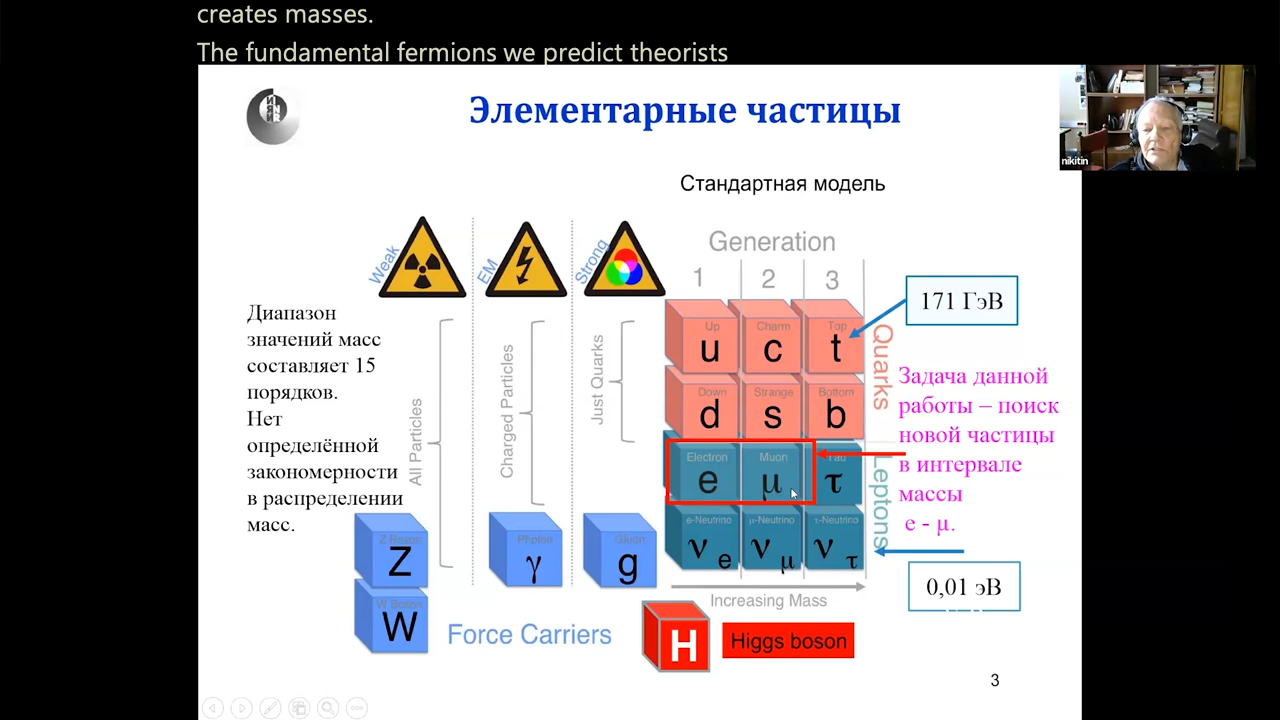 creates masses.
The fundamental fermions we predict theorists
Элементарные частицы
nikitin
Стандартная модель
Weak
EM
Strong
Generation
1 2 3
Диапазон
значений масс
составляет 15
порядков.
Нет
определённой
закономерности
в распределении
масс.
All Particles
Charged Particles
Just Quarks
Up
u
Charm
c
Top
t
Down
d
Strange
s
Bottom
b
Electron
e
Muon
μ
Tau
τ
e-Neutrino
ν e
μ-Neutrino
ν μ
τ-Neutrino
ν τ
Quarks
Leptons
171 ГэВ
Задача данной
работы – поиск
новой частицы
в интервале
массы
e - μ.
0,01 эВ
Z Boson
Z
W Boson
W
Photon
γ
Gluon
g
Force Carriers
Increasing Mass
H
Higgs boson
3